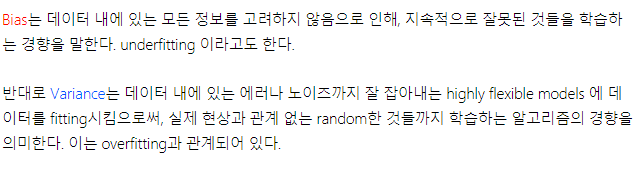 Bias는 데이터 내에 있는 모든 정보를 고려하지 않음으로 인해, 지속적으로 잘못된 것들을 학습하
는 경향을 말한다. underfitting 이라고도 한다.
반대로 Variance는 데이터 내에 있는 에러나 노이즈까지 잘 잡아내는 highly flexible models 에 데
이터를 fitting시킴으로써, 실제 현상과 관계 없는 random한 것들까지 학습하는 알고리즘의 경향을
의미한다. 이는 overfitting과 관계되어 있다.